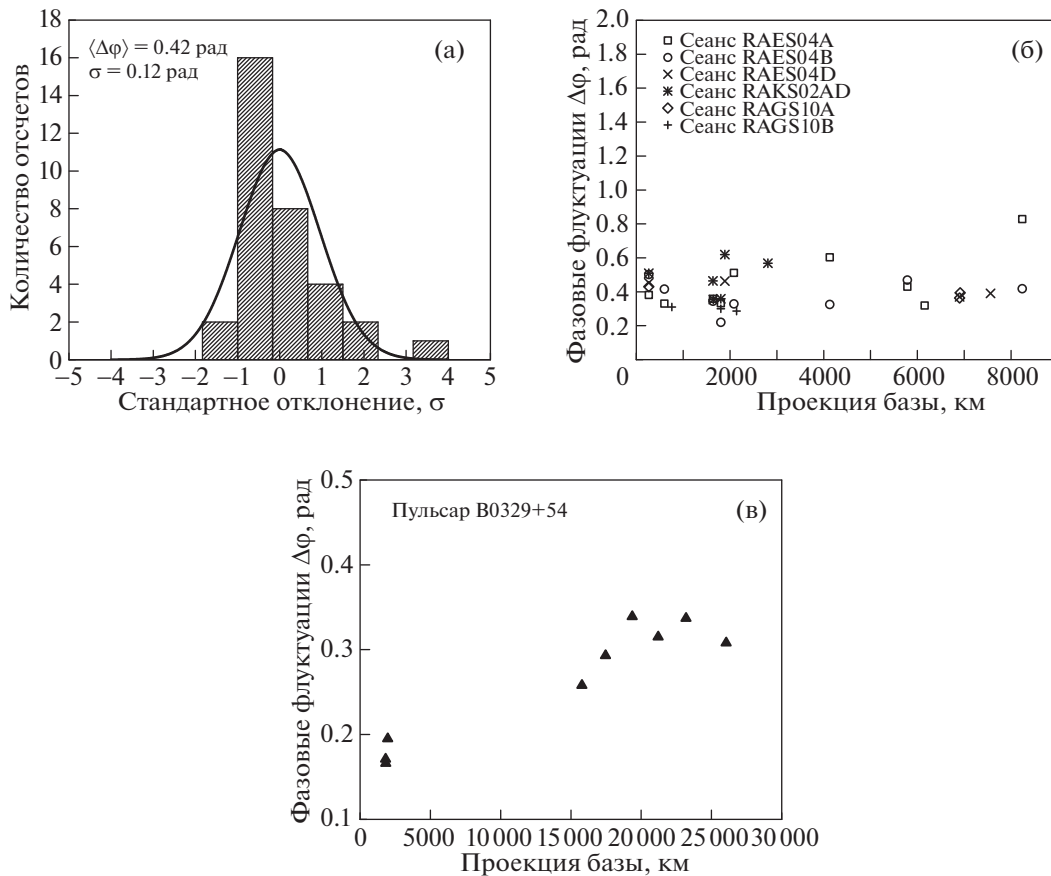 18
16
14
12
10
8
6
4
2
0
Количество отсчетов
⟨Δφ⟩ = 0.42 рад
σ = 0.12 рад
(а)
−5 −4 −3 −2 −1 0 1 2 3 4 5
Стандартное отклонение, σ
2.0
1.8
1.6
1.4
1.2
1.0
0.8
0.6
0.4
0.2
Фазовые флуктуации Δφ, рад
Сеанс RAES04A
Сеанс RAES04B
Сеанс RAES04D
Сеанс RAKS02AD
Сеанс RAGS10A
Сеанс RAGS10B
(б)
0 2000 4000 6000 8000
Проекция базы, км
0.5
0.4
0.3
0.2
0.1
Фазовые флуктуации Δφ, рад
Пульсар B0329+54
(в)
0 5000 10 000 15 000 20 000 25 000 30 000
Проекция базы, км